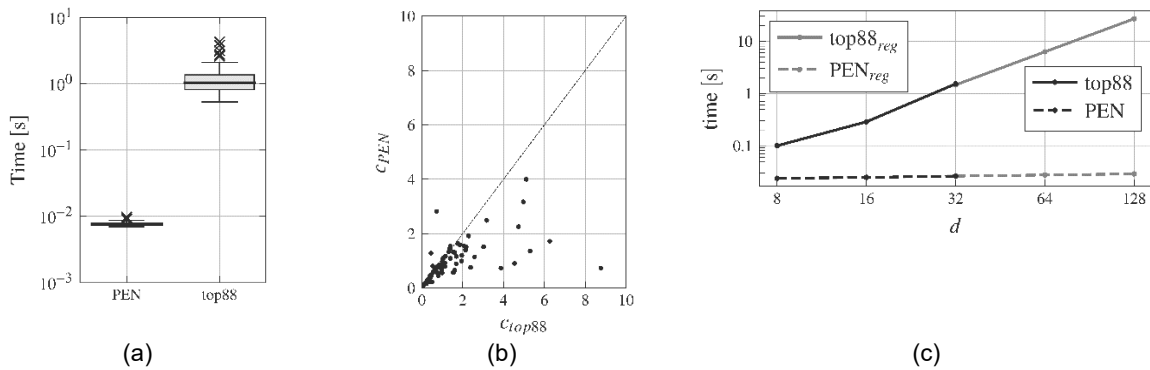 Time [s]
10^1
10^0
10^-1
10^-2
10^-3
PEN
top88
(a)
c_PEN
10
8
6
4
2
0
0 2 4 6 8 10
c_top88
(b)
time [s]
10
1
0.1
top88_reg
PEN_reg
top88
PEN
8 16 32 64 128
d
(c)